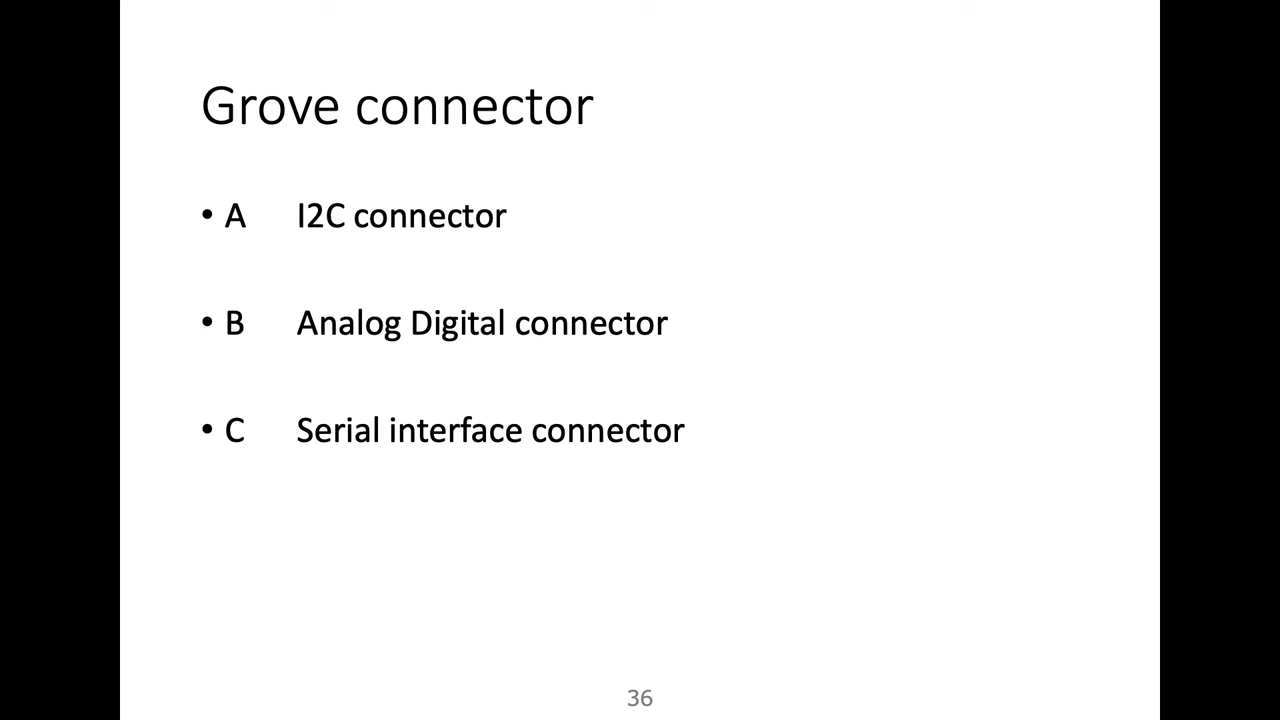 Grove connector
• A I2C connector
• B Analog Digital connector
• C Serial interface connector
36